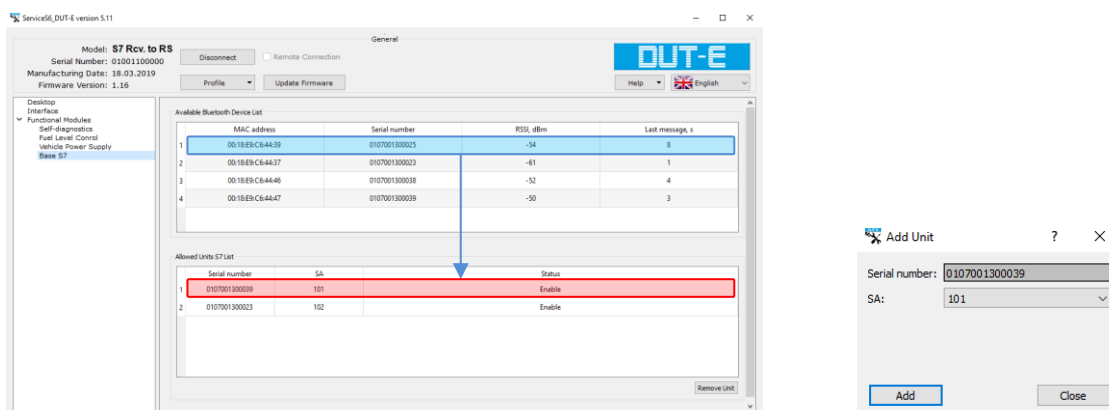 ServiceS6_DUT-E version 5.11
General
Model: S7 Rcv. to RS
Serial Number: 01001100000
Manufacturing Date: 18.03.2019
Firmware Version: 1.16
Disconnect Remote Connection
Profile Update Firmware
DUT-E
Help English
Desktop
Interface
Functional Modules
Self-diagnostics
Fuel Level Conrol
Vehicle Power Supply
Base S7
Available Bluetooth Device List
MAC address Serial number RSSI, dBm Last message, s
1 00:18:E9:C6:44:39 0107001300025 -54 8
2 00:18:E9:C6:44:37 0107001300023 -61 1
3 00:18:E9:C6:44:46 0107001300038 -52 4
4 00:18:E9:C6:44:47 0107001300039 -50 3
Allowed Units S7 List
Serial number SA Status
1 0107001300039 101 Enable
2 0107001300023 102 Enable
Remove Unit
Add Unit ?
Serial number: 0107001300039
SA: 101
Add Close